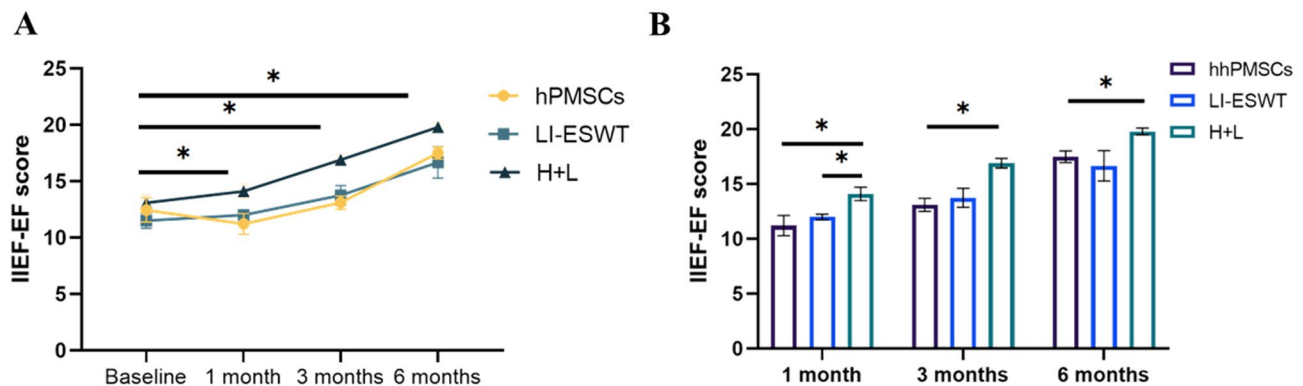 A
IIEF-EF score
25
20
15
10
5
0
*
*
*
Baseline 1 month 3 months 6 months
hPMSCs
LI-ESWT
H+L
B
IIEF-EF score
25
20
15
10
5
0
*
*
*
*
1 month 3 months 6 months
hhPMSCs
LI-ESWT
H+L